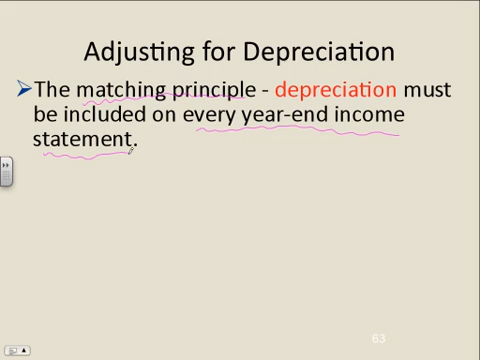 Adjusting for Depreciation
➢The matching principle - depreciation must
be included on every year-end income
statement.
63